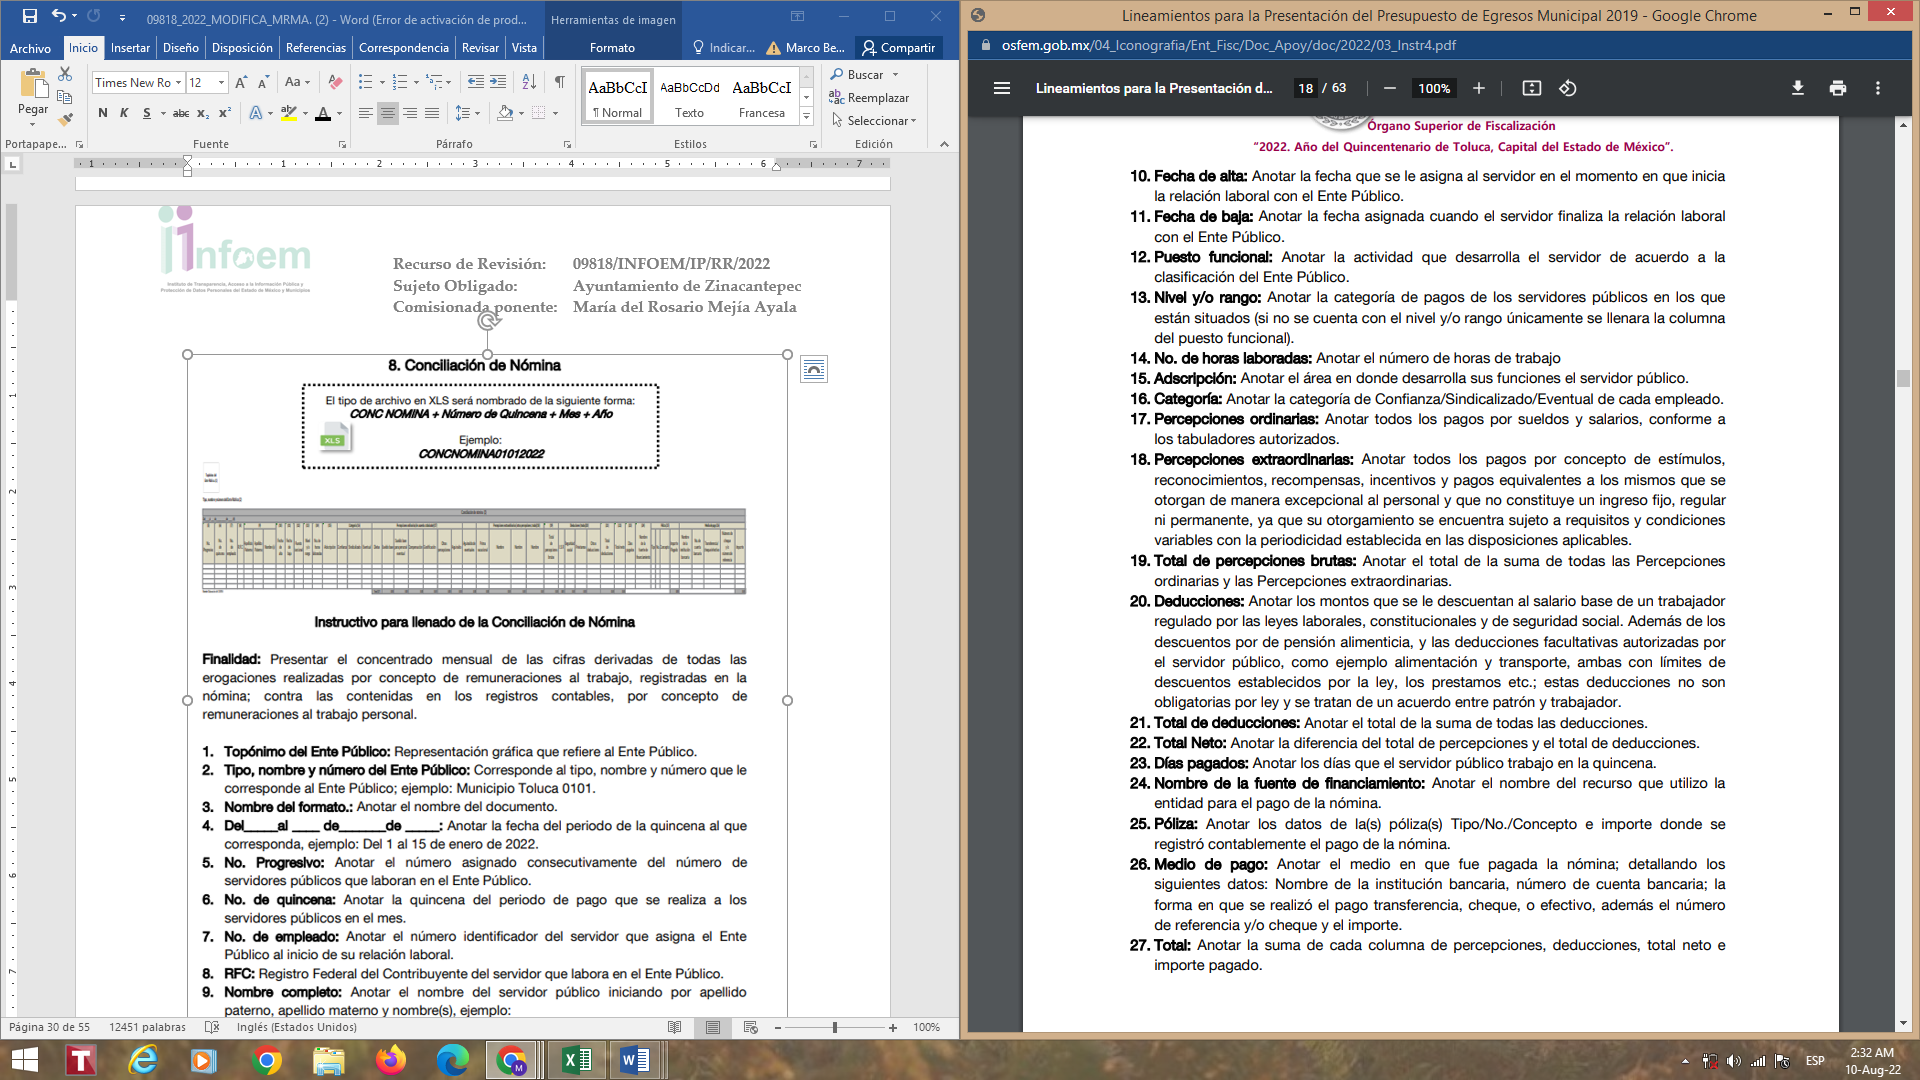 09818_2022_MODIFICA_MRMA. (2) - Word (Error de activación de prod...
Herramientas de imagen
Archivo
Inicio
Insertar
Diseño
Disposición
Referencias
Correspondencia
Revisar
Vista
Formato
Indicar...
Marco Be...
Compartir
Pegar
Times New Ro
12
Portapape...
Fuente
Párrafo
AaBbCcI
AaBbCcDd
AaBbCcI
¶ Normal
Texto
Francesa
Estilos
Buscar
Reemplazar
Seleccionar
Edición
infoem
Instituto de Transparencia, Acceso a la Información Pública y
Protección de Datos Personales del Estado de México y Municipios
Recurso de Revisión: 09818/INFOEM/IP/RR/2022
Sujeto Obligado: Ayuntamiento de Zinacantepec
Comisionada ponente: María del Rosario Mejía Ayala
8. Conciliación de Nómina
El tipo de archivo en XLS será nombrado de la siguiente forma:
CONC NOMINA + Número de Quincena + Mes + Año
XLS
Ejemplo:
CONCNOMINA01012022
Instructivo para llenado de la Conciliación de Nómina
Finalidad: Presentar el concentrado mensual de las cifras derivadas de todas las
erogaciones realizadas por concepto de remuneraciones al trabajo, registradas en la
nómina; contra las contenidas en los registros contables, por concepto de
remuneraciones al trabajo personal.
1. Topónimo del Ente Público: Representación gráfica que refiere al Ente Público.
2. Tipo, nombre y número del Ente Público: Corresponde al tipo, nombre y número que le
corresponde al Ente Público; ejemplo: Municipio Toluca 0101.
3. Nombre del formato.: Anotar el nombre del documento.
4. Del_____al ____ de_______de _____: Anotar la fecha del periodo de la quincena al que
corresponda, ejemplo: Del 1 al 15 de enero de 2022.
5. No. Progresivo: Anotar el número asignado consecutivamente del número de
servidores públicos que laboran en el Ente Público.
6. No. de quincena: Anotar la quincena del periodo de pago que se realiza a los
servidores públicos en el mes.
7. No. de empleado: Anotar el número identificador del servidor que asigna el Ente
Público al inicio de su relación laboral.
8. RFC: Registro Federal del Contribuyente del servidor que labora en el Ente Público.
9. Nombre completo: Anotar el nombre del servidor público iniciando por apellido
paterno, apellido materno y nombre(s), ejemplo:
Página 30 de 55
12451 palabras
Inglés (Estados Unidos)
100%
Lineamientos para la Presentación del Presupuesto de Egresos Municipal 2019 - Google Chrome
osfem.gob.mx/04_Iconografia/Ent_Fisc/Doc_Apoy/doc/2022/03_Instr4.pdf
Lineamientos para la Presentación d...
18 / 63
100%
Órgano Superior de Fiscalización
"2022. Año del Quincentenario de Toluca, Capital del Estado de México".
10. Fecha de alta: Anotar la fecha que se le asigna al servidor en el momento en que inicia
la relación laboral con el Ente Público.
11. Fecha de baja: Anotar la fecha asignada cuando el servidor finaliza la relación laboral
con el Ente Público.
12. Puesto funcional: Anotar la actividad que desarrolla el servidor de acuerdo a la
clasificación del Ente Público.
13. Nivel y/o rango: Anotar la categoría de pagos de los servidores públicos en los que
están situados (si no se cuenta con el nivel y/o rango únicamente se llenara la columna
del puesto funcional).
14. No. de horas laboradas: Anotar el número de horas de trabajo
15. Adscripción: Anotar el área en donde desarrolla sus funciones el servidor público.
16. Categoría: Anotar la categoría de Confianza/Sindicalizado/Eventual de cada empleado.
17. Percepciones ordinarias: Anotar todos los pagos por sueldos y salarios, conforme a
los tabuladores autorizados.
18. Percepciones extraordinarias: Anotar todos los pagos por concepto de estímulos,
reconocimientos, recompensas, incentivos y pagos equivalentes a los mismos que se
otorgan de manera excepcional al personal y que no constituye un ingreso fijo, regular
ni permanente, ya que su otorgamiento se encuentra sujeto a requisitos y condiciones
variables con la periodicidad establecida en las disposiciones aplicables.
19. Total de percepciones brutas: Anotar el total de la suma de todas las Percepciones
ordinarias y las Percepciones extraordinarias.
20. Deducciones: Anotar los montos que se le descuentan al salario base de un trabajador
regulado por las leyes laborales, constitucionales y de seguridad social. Además de los
descuentos por de pensión alimenticia, y las deducciones facultativas autorizadas por
el servidor público, como ejemplo alimentación y transporte, ambas con límites de
descuentos establecidos por la ley, los prestamos etc.; estas deducciones no son
obligatorias por ley y se tratan de un acuerdo entre patrón y trabajador.
21. Total de deducciones: Anotar el total de la suma de todas las deducciones.
22. Total Neto: Anotar la diferencia del total de percepciones y el total de deducciones.
23. Días pagados: Anotar los días que el servidor público trabajo en la quincena.
24. Nombre de la fuente de financiamiento: Anotar el nombre del recurso que utilizo la
entidad para el pago de la nómina.
25. Póliza: Anotar los datos de la(s) póliza(s) Tipo/No./Concepto e importe donde se
registró contablemente el pago de la nómina.
26. Medio de pago: Anotar el medio en que fue pagada la nómina; detallando los
siguientes datos: Nombre de la institución bancaria, número de cuenta bancaria; la
forma en que se realizó el pago transferencia, cheque, o efectivo, además el número
de referencia y/o cheque y el importe.
27. Total: Anotar la suma de cada columna de percepciones, deducciones, total neto e
importe pagado.
ESP
2:32 AM
10-Aug-22